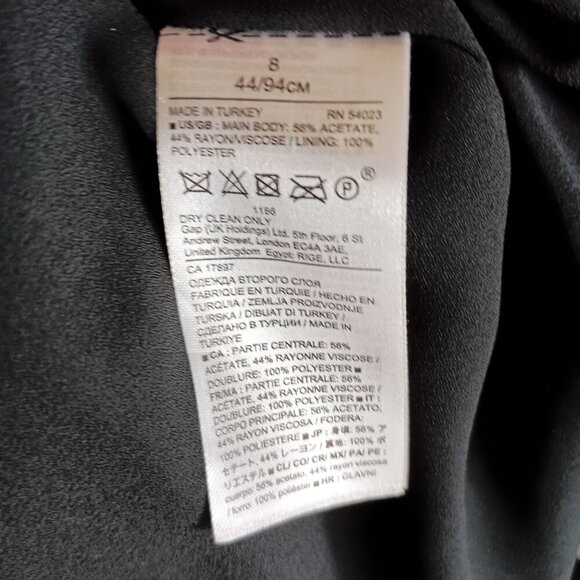 8
44/94CM
MADE IN TURKEY RN 54023
■ US/GB : MAIN BODY: 56% ACETATE,
44% RAYON/VISCOSE / LINING: 100%
POLYESTER
P ®
1156
DRY CLEAN ONLY
Gap (UK Holdings) Ltd. 5th Floor, 6 St
Andrew Street, London EC4A 3AE,
United Kingdom Egypt: RIGE, LLC
CA 17897
ОДЕЖДА ВТОРОГО СЛОЯ
FABRIQUÉ EN TURQUIE / HECHO EN
TURQUIA / ZEMLJA PROIZVODNJE
TURSKA / DIBUAT DI TURKEY /
СДЕЛАНО В ТУРЦИИ / MADE IN
TURKIYE
■ CA : PARTIE CENTRALE: 56%
ACÉTATE, 44% RAYONNE VISCOSE /
DOUBLURE: 100% POLYESTER ■
FR/MA : PARTIE CENTRALE: 56%
ACÉTATE, 44% RAYONNE VISCOSE /
DOUBLURE: 100% POLYESTER ■ IT :
CORPO PRINCIPALE: 56% ACETATO,
44% RAYON VISCOSA / FODERA:
100% POLIESTERE ■ JP : 身頃: 56% ア
セテート, 44% レーヨン / 裏地: 100% ポ
リエステル ■ CL/CO/CR/MX/PA/PE :
cuerpo: 56% acetato, 44% rayon viscosa
/ forro: 100% poliéster ■ HR : GLAVNI